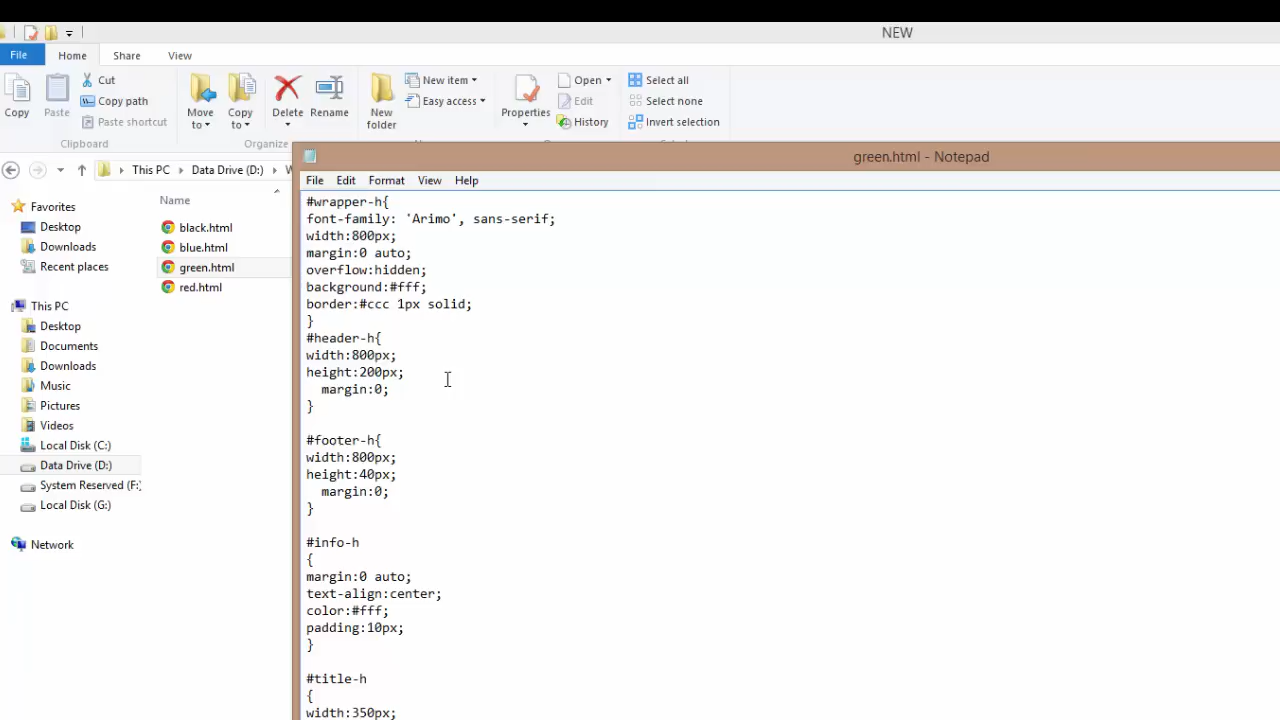 NEW
File Home Share View
Copy
Paste
Cut
Copy path
Paste shortcut
Clipboard
Move to
Copy to
Delete
Rename
Organize
New folder
New item
Easy access
Properties
Open
Edit
History
Select all
Select none
Invert selection
This PC Data Drive (D:)
Favorites
Desktop
Downloads
Recent places
This PC
Desktop
Documents
Downloads
Music
Pictures
Videos
Local Disk (C:)
Data Drive (D:)
System Reserved (F:)
Local Disk (G:)
Network
Name
black.html
blue.html
green.html
red.html
green.html - Notepad
File Edit Format View Help
#wrapper-h{
font-family: 'Arimo', sans-serif;
width:800px;
margin:0 auto;
overflow:hidden;
background:#fff;
border:#ccc 1px solid;
}
#header-h{
width:800px;
height:200px;
margin:0;
}
#footer-h{
width:800px;
height:40px;
margin:0;
}
#info-h
{
margin:0 auto;
text-align:center;
color:#fff;
padding:10px;
}
#title-h
{
width:350px;